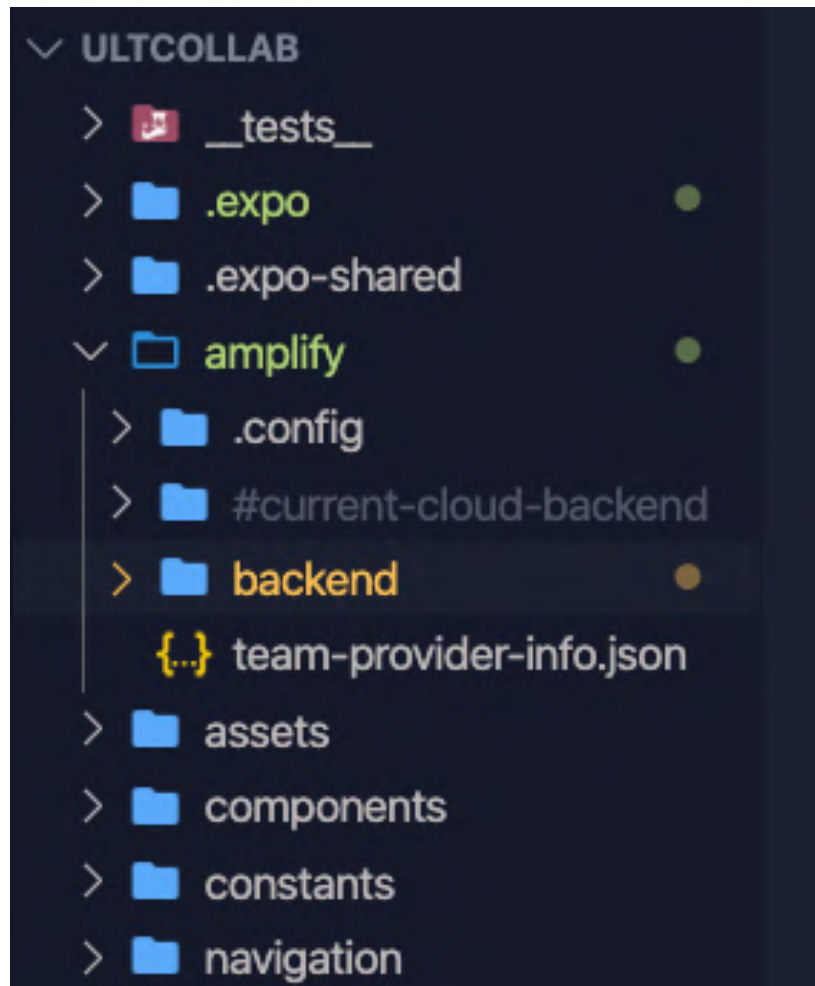 ULTCOLLAB
__tests__
.expo
.expo-shared
amplify
.config
#current-cloud-backend
backend
{...} team-provider-info.json
assets
components
constants
navigation